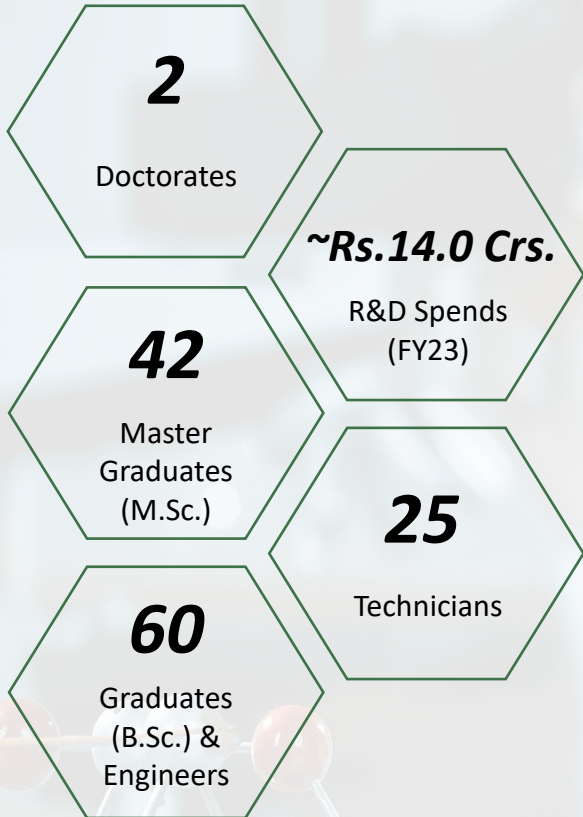 2
Doctorates
~Rs.14.0 Crs.
R&D Spends
(FY23)
42
Master
Graduates
(M.Sc.)
25
Technicians
60
Graduates
(B.Sc.) &
Engineers